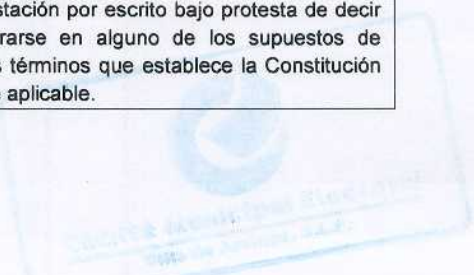 stación por escrito bajo protesta de decir
rarse en alguno de los supuestos de
s términos que establece la Constitución
aplicable.